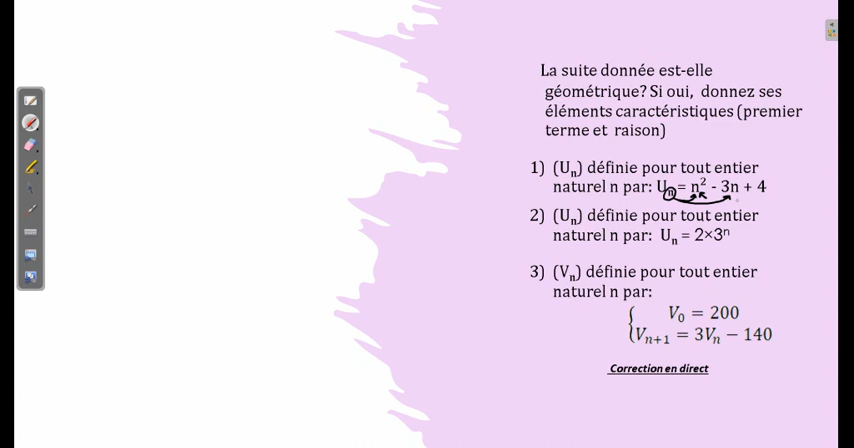 La suite donnée est-elle
géométrique? Si oui, donnez ses
éléments caractéristiques (premier
terme et raison)
1) (Uₙ) définie pour tout entier
naturel n par: Uₙ = n² - 3n + 4
2) (Uₙ) définie pour tout entier
naturel n par: Uₙ = 2×3ⁿ
3) (Vₙ) définie pour tout entier
naturel n par:
V₀ = 200
Vₙ₊₁ = 3Vₙ − 140
Correction en direct